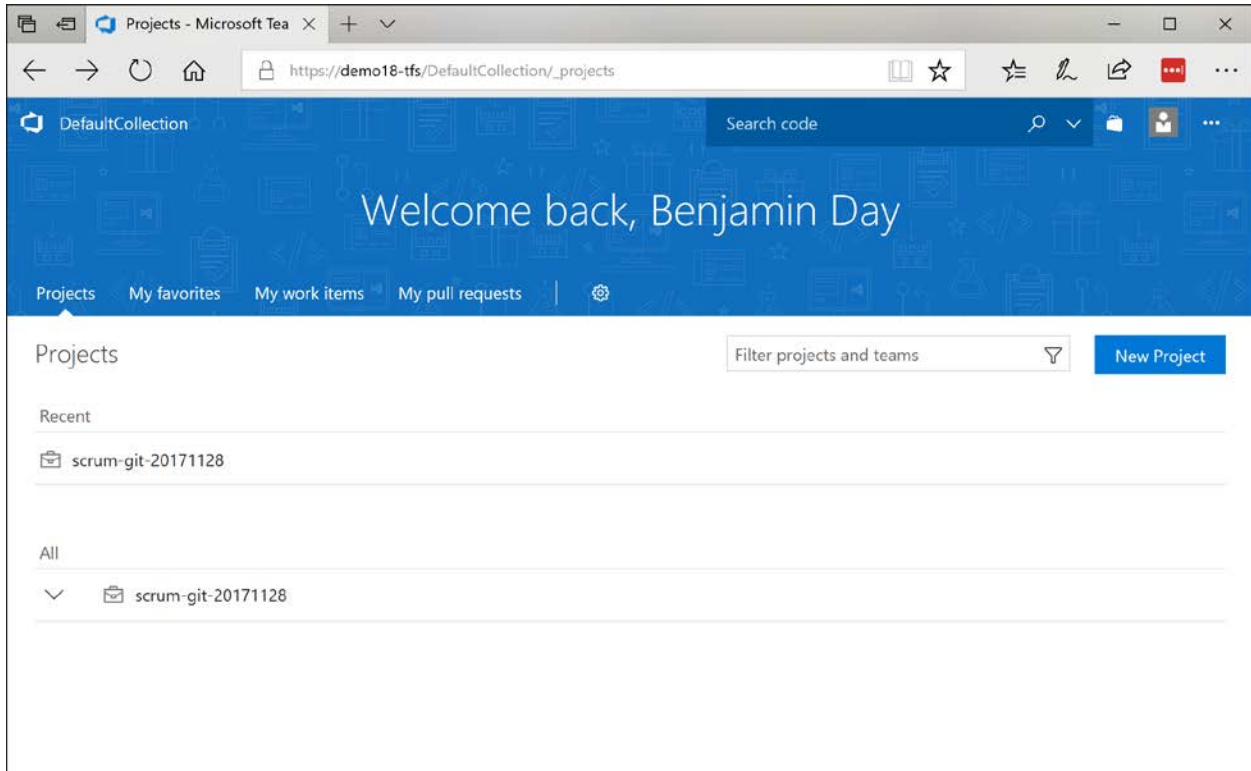 Projects - Microsoft Tea
https://demo18-tfs/DefaultCollection/_projects
DefaultCollection
Search code
Welcome back, Benjamin Day
Projects My favorites My work items My pull requests
Projects
Filter projects and teams
New Project
Recent
scrum-git-20171128
All
scrum-git-20171128